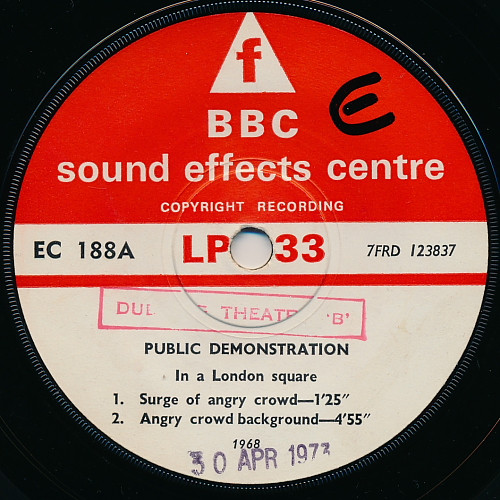 f
E
BBC
sound effects centre
COPYRIGHT RECORDING
EC 188A LP 33 7FRD 123837
THEATRE 'B'
PUBLIC DEMONSTRATION
In a London square
1. Surge of angry crowd—1'25"
2. Angry crowd background—4'55"
1968
30 APR 1973